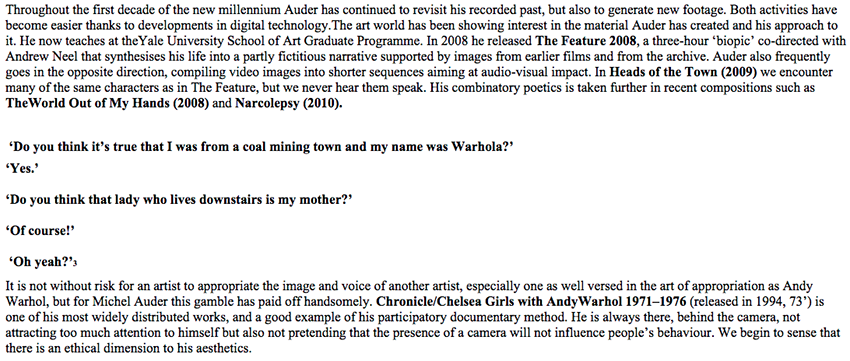 Throughout the first decade of the new millennium Auder has continued to revisit his recorded past, but also to generate new footage. Both activities have
become easier thanks to developments in digital technology.The art world has been showing interest in the material Auder has created and his approach to
it. He now teaches at theYale University School of Art Graduate Programme. In 2008 he released The Feature 2008, a three-hour ‘biopic’ co-directed with
Andrew Neel that synthesises his life into a partly fictitious narrative supported by images from earlier films and from the archive. Auder also frequently
goes in the opposite direction, compiling video images into shorter sequences aiming at audio-visual impact. In Heads of the Town (2009) we encounter
many of the same characters as in The Feature, but we never hear them speak. His combinatory poetics is taken further in recent compositions such as
TheWorld Out of My Hands (2008) and Narcolepsy (2010).
‘Do you think it’s true that I was from a coal mining town and my name was Warhola?’
‘Yes.’
‘Do you think that lady who lives downstairs is my mother?’
‘Of course!’
‘Oh yeah?’3
It is not without risk for an artist to appropriate the image and voice of another artist, especially one as well versed in the art of appropriation as Andy
Warhol, but for Michel Auder this gamble has paid off handsomely. Chronicle/Chelsea Girls with AndyWarhol 1971–1976 (released in 1994, 73’) is
one of his most widely distributed works, and a good example of his participatory documentary method. He is always there, behind the camera, not
attracting too much attention to himself but also not pretending that the presence of a camera will not influence people’s behaviour. We begin to sense that
there is an ethical dimension to his aesthetics.